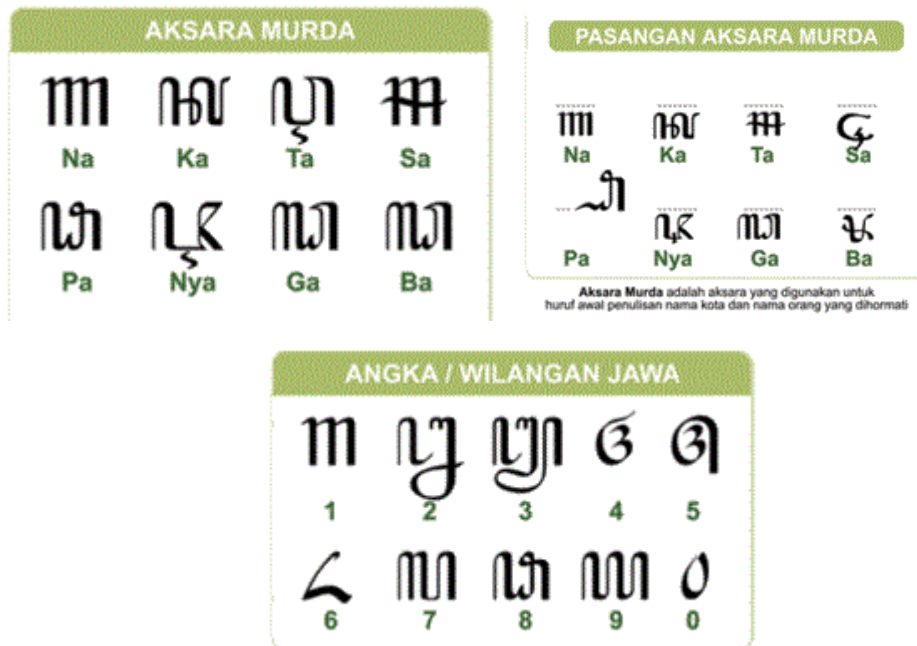 AKSARA MURDA
ꦟ ꦑ ꦡ ꦯ
Na Ka Ta Sa
ꦦ ꦘ ꦓ ꦨ
Pa Nya Ga Ba
PASANGAN AKSARA MURDA
꧀ꦟ ꧀ꦑ ꧀ꦡ ꧀ꦯ
Na Ka Ta Sa
꧀ꦦ ꧀ꦘ ꧀ꦓ ꧀ꦨ
Pa Nya Ga Ba
Aksara Murda adalah aksara yang digunakan untuk
huruf awal penulisan nama kota dan nama orang yang dihormati
ANGKA / WILANGAN JAWA
꧑ ꧒ ꧓ ꧔ ꧕
1 2 3 4 5
꧖ ꧗ ꧘ ꧙ ꧐
6 7 8 9 0